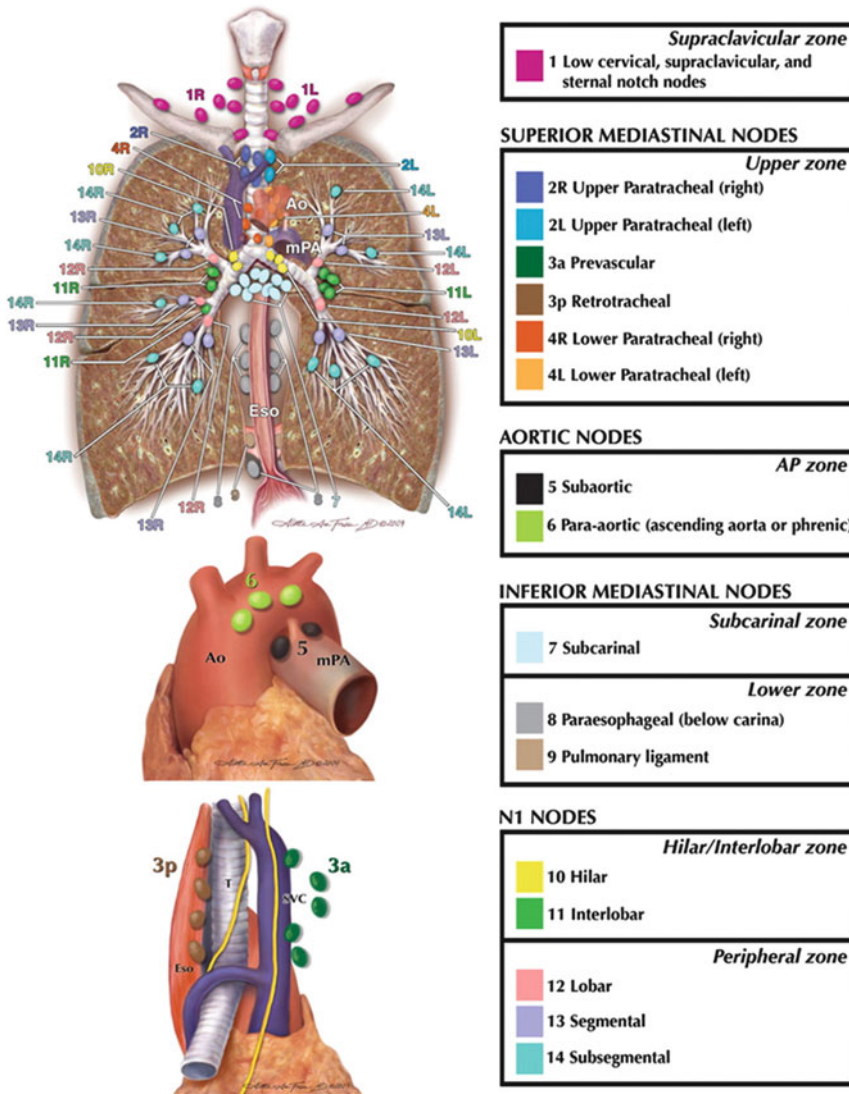 1R
1L
2R
4R
10R
14R
13R
14R
12R
11R
14R
13R
12R
11R
14R
13R
12R
8
9
8
7
2L
14L
4L
13L
14L
12L
11L
12L
10L
13L
14L
Ao
mPA
Eso
©2009
6
5
Ao
mPA
©2009
3p
3a
T
SVC
Eso
©2009
Supraclavicular zone
1 Low cervical, supraclavicular, and
sternal notch nodes
SUPERIOR MEDIASTINAL NODES
Upper zone
2R Upper Paratracheal (right)
2L Upper Paratracheal (left)
3a Prevascular
3p Retrotracheal
4R Lower Paratracheal (right)
4L Lower Paratracheal (left)
AORTIC NODES
AP zone
5 Subaortic
6 Para-aortic (ascending aorta or phrenic)
INFERIOR MEDIASTINAL NODES
Subcarinal zone
7 Subcarinal
Lower zone
8 Paraesophageal (below carina)
9 Pulmonary ligament
N1 NODES
Hilar/Interlobar zone
10 Hilar
11 Interlobar
Peripheral zone
12 Lobar
13 Segmental
14 Subsegmental